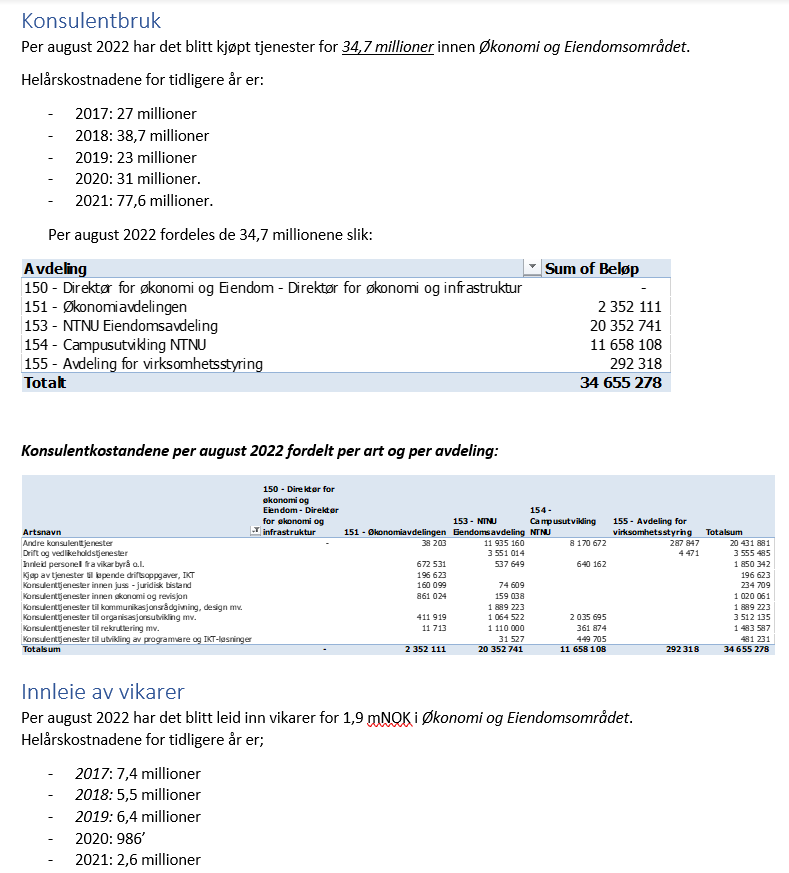 Konsulentbruk
Per august 2022 har det blitt kjøpt tjenester for 34,7 millioner innen Økonomi og Eiendomsområdet.
Helårskostnadene for tidligere år er:
- 2017: 27 millioner
- 2018: 38,7 millioner
- 2019: 23 millioner
- 2020: 31 millioner.
- 2021: 77,6 millioner.
Per august 2022 fordeles de 34,7 millionene slik:
Avdeling Sum of Beløp
150 - Direktør for økonomi og Eiendom - Direktør for økonomi og infrastruktur -
151 - Økonomiavdelingen 2 352 111
153 - NTNU Eiendomsavdeling 20 352 741
154 - Campusutvikling NTNU 11 658 108
155 - Avdeling for virksomhetsstyring 292 318
Totalt 34 655 278
Konsulentkostandene per august 2022 fordelt per art og per avdeling:
150 - Direktør for
økonomi og
Eiendom - Direktør 154 -
for økonomi og 153 - NTNU Campusutvikling 155 - Avdeling for
Artsnavn infrastruktur 151 - Økonomiavdelingen Eiendomsavdeling NTNU virksomhetsstyring Totalsum
Andre konsulenttjenester - 38 203 11 935 160 8 170 672 287 847 20 431 881
Drift og vedlikeholdstjenester 3 551 014 4 471 3 555 485
Innleid personell fra vikarbyrå o.l. 672 531 537 649 640 162 1 850 342
Kjøp av tjenester til løpende driftsoppgaver, IKT 196 623 196 623
Konsulenttjenester innen juss - juridisk bistand 160 099 74 609 234 709
Konsulenttjenester innen økonomi og revisjon 861 024 159 038 1 020 061
Konsulenttjenester til kommunikasjonsrådgivning, design mv. 1 889 223 1 889 223
Konsulenttjenester til organisasjonsutvikling mv. 411 919 1 064 522 2 035 695 3 512 135
Konsulenttjenester til rekruttering mv. 11 713 1 110 000 361 874 1 483 587
Konsulenttjenester til utvikling av programvare og IKT-løsninger 31 527 449 705 481 231
Totalsum - 2 352 111 20 352 741 11 658 108 292 318 34 655 278
Innleie av vikarer
Per august 2022 har det blitt leid inn vikarer for 1,9 mNOK i Økonomi og Eiendomsområdet.
Helårskostnadene for tidligere år er;
- 2017: 7,4 millioner
- 2018: 5,5 millioner
- 2019: 6,4 millioner
- 2020: 986’
- 2021: 2,6 millioner